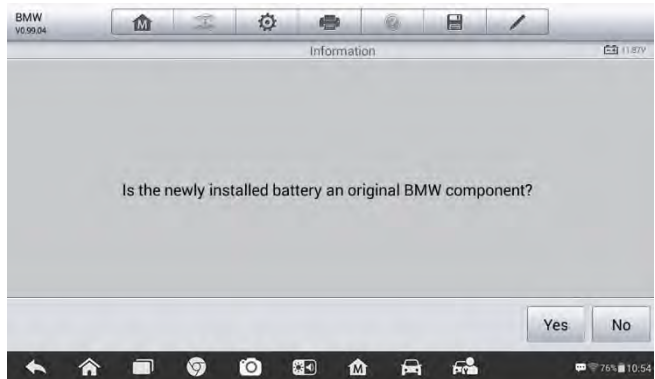 BMW
V0.99.04
Information
11.87V
Is the newly installed battery an original BMW component?
Yes
No
76%
10:54